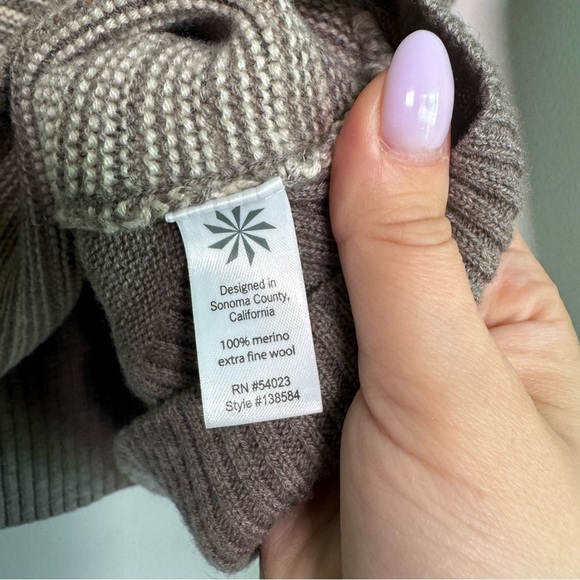 Designed in
Sonoma County,
California
100% merino
extra fine wool
RN #54023
Style #138584